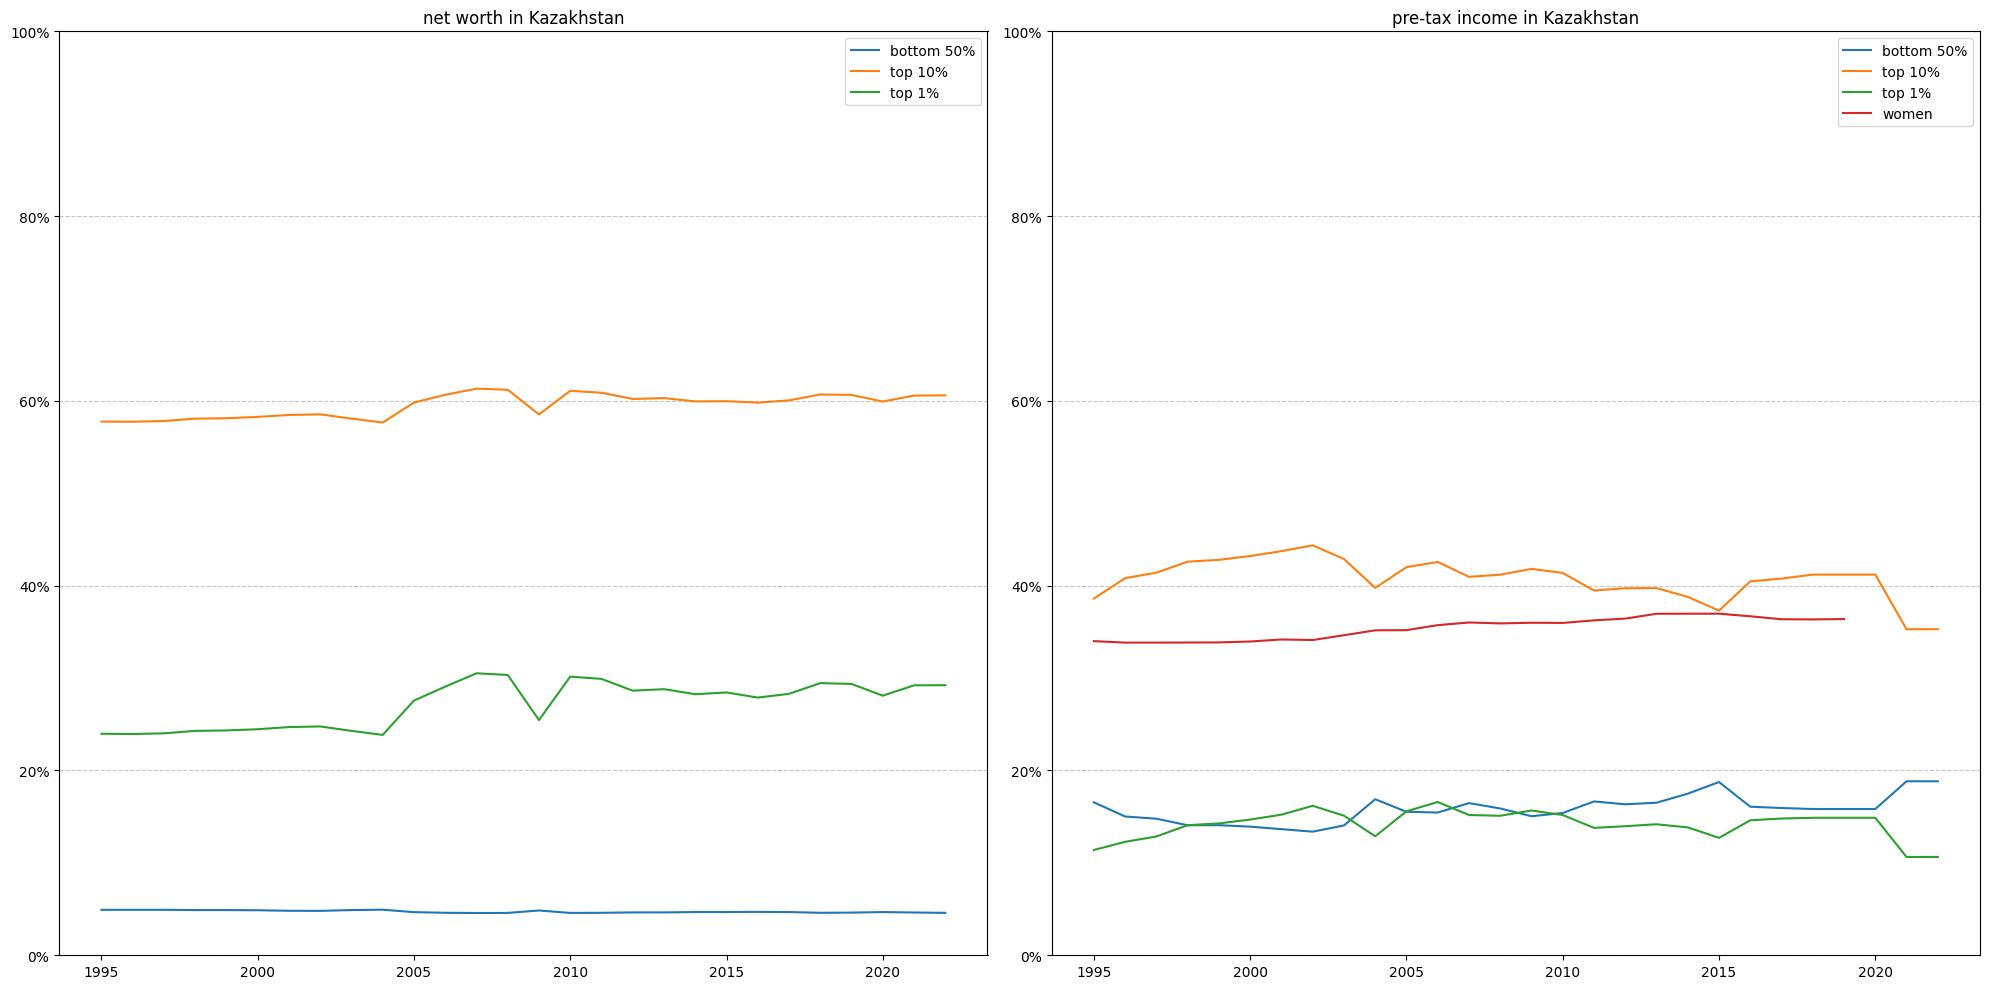 net worth in Kazakhstan
100%
80%
60%
40%
20%
0%
1995 2000 2005 2010 2015 2020
bottom 50%
top 10%
top 1%
pre-tax income in Kazakhstan
100%
80%
60%
40%
20%
0%
1995 2000 2005 2010 2015 2020
bottom 50%
top 10%
top 1%
women